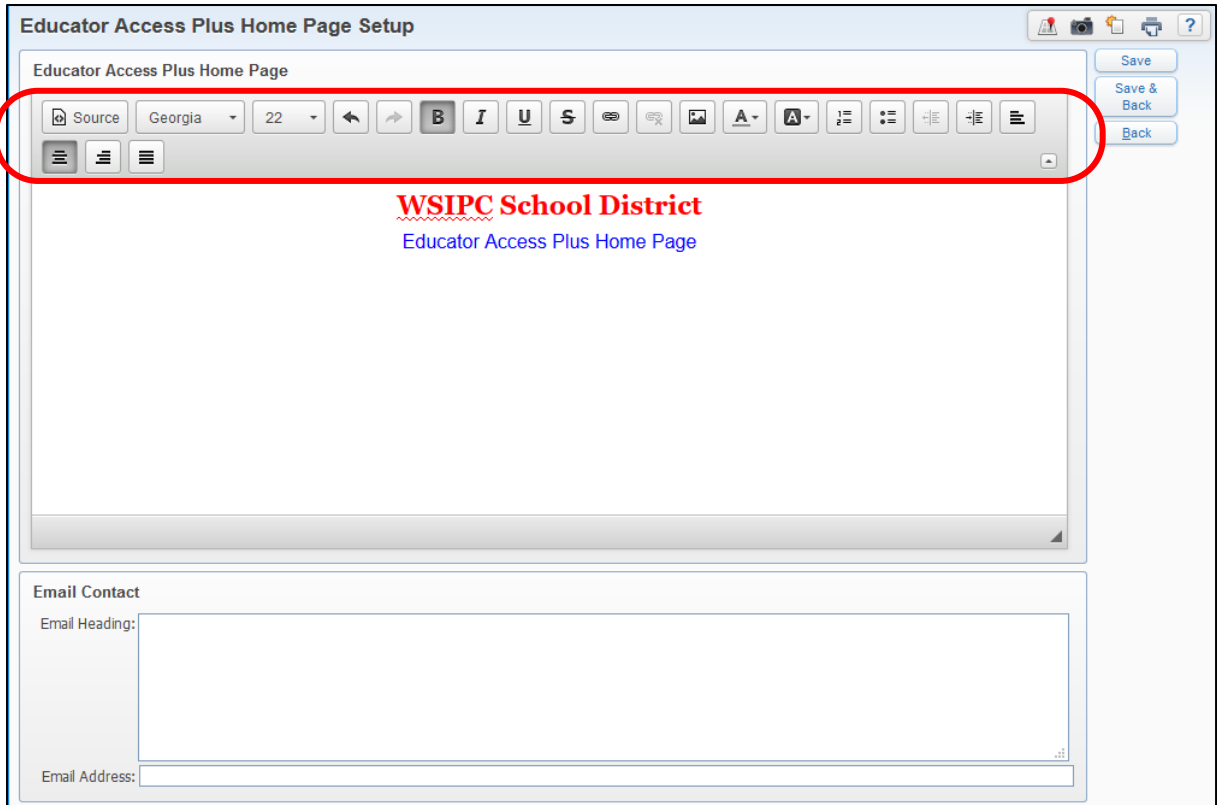 Educator Access Plus Home Page Setup
?
Educator Access Plus Home Page
Save
Save &
Back
Back
Source Georgia 22 B I U S A A
WSIPC School District
Educator Access Plus Home Page
Email Contact
Email Heading:
Email Address: